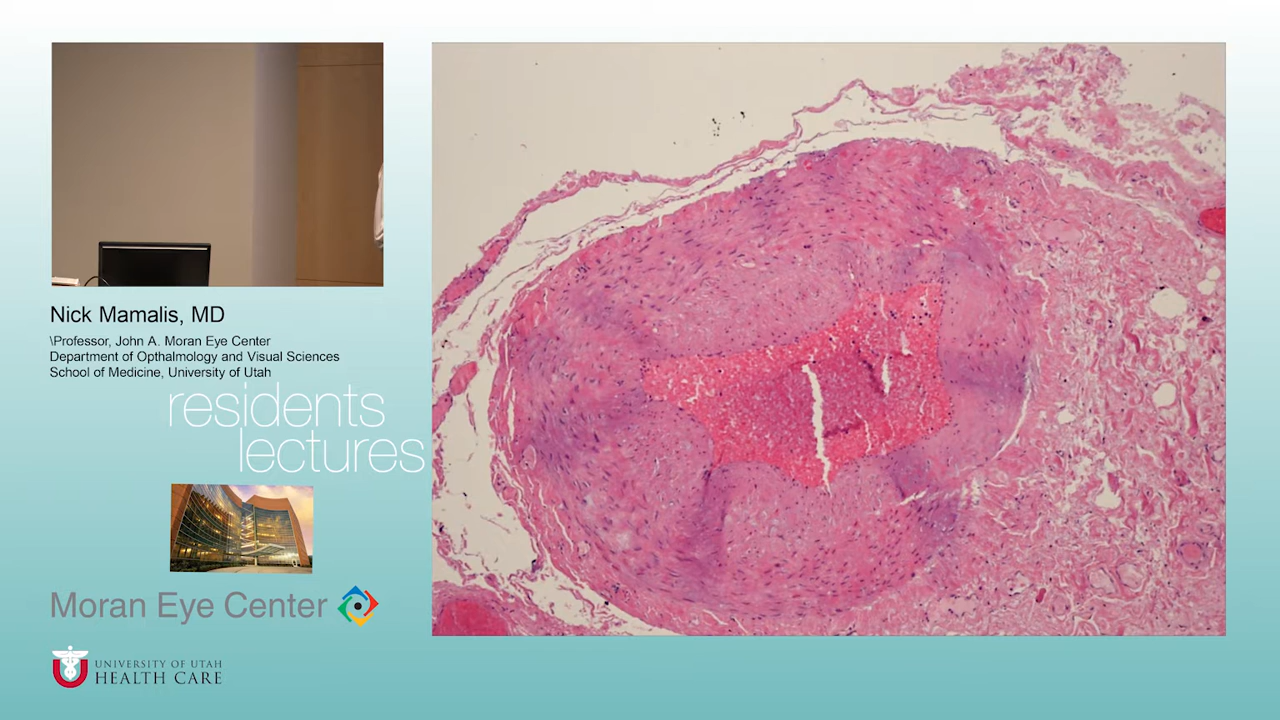 Nick Mamalis, MD
\Professor, John A. Moran Eye Center
Department of Opthalmology and Visual Sciences
School of Medicine, University of Utah
residents
lectures
Moran Eye Center
UNIVERSITY OF UTAH
HEALTH CARE